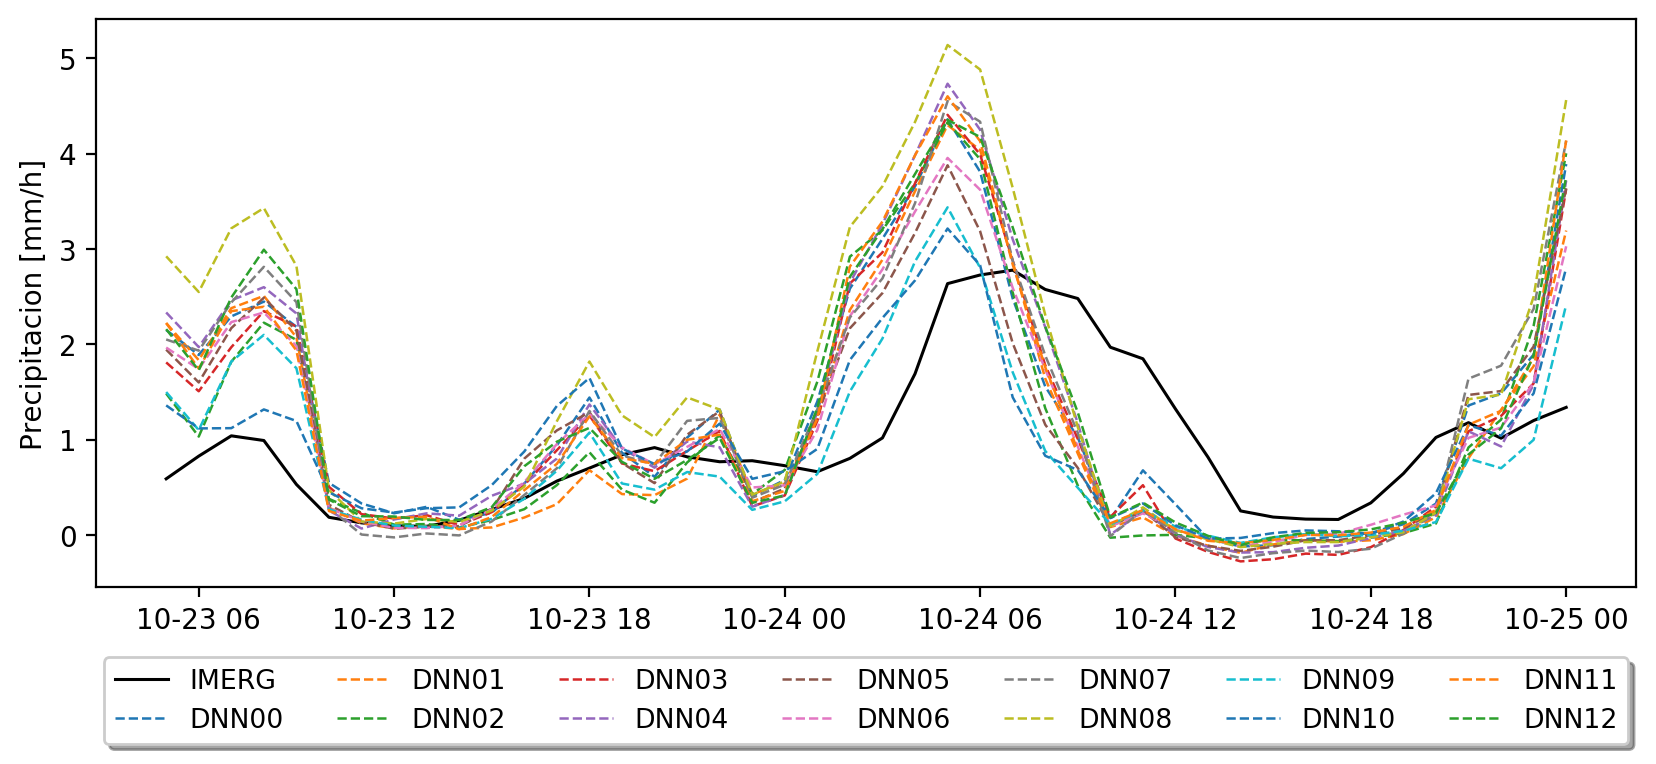 Precipitacion [mm/h]
5
4
3
2
1
0
10-23 06 10-23 12 10-23 18 10-24 00 10-24 06 10-24 12 10-24 18 10-25 00
IMERG DNN01 DNN03 DNN05 DNN07 DNN09 DNN11
DNN00 DNN02 DNN04 DNN06 DNN08 DNN10 DNN12